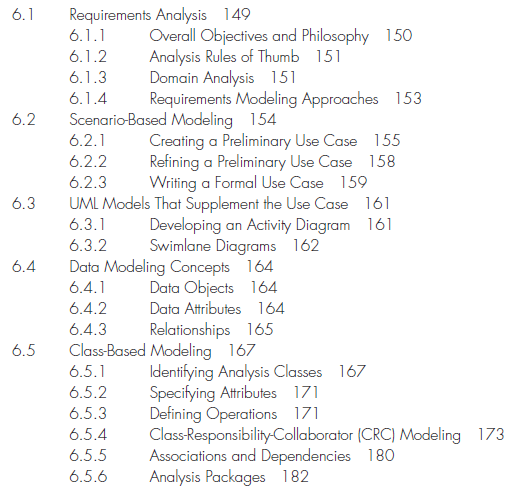 6.1 Requirements Analysis 149
6.1.1 Overall Objectives and Philosophy 150
6.1.2 Analysis Rules of Thumb 151
6.1.3 Domain Analysis 151
6.1.4 Requirements Modeling Approaches 153
6.2 Scenario-Based Modeling 154
6.2.1 Creating a Preliminary Use Case 155
6.2.2 Refining a Preliminary Use Case 158
6.2.3 Writing a Formal Use Case 159
6.3 UML Models That Supplement the Use Case 161
6.3.1 Developing an Activity Diagram 161
6.3.2 Swimlane Diagrams 162
6.4 Data Modeling Concepts 164
6.4.1 Data Objects 164
6.4.2 Data Attributes 164
6.4.3 Relationships 165
6.5 Class-Based Modeling 167
6.5.1 Identifying Analysis Classes 167
6.5.2 Specifying Attributes 171
6.5.3 Defining Operations 171
6.5.4 Class-Responsibility-Collaborator (CRC) Modeling 173
6.5.5 Associations and Dependencies 180
6.5.6 Analysis Packages 182